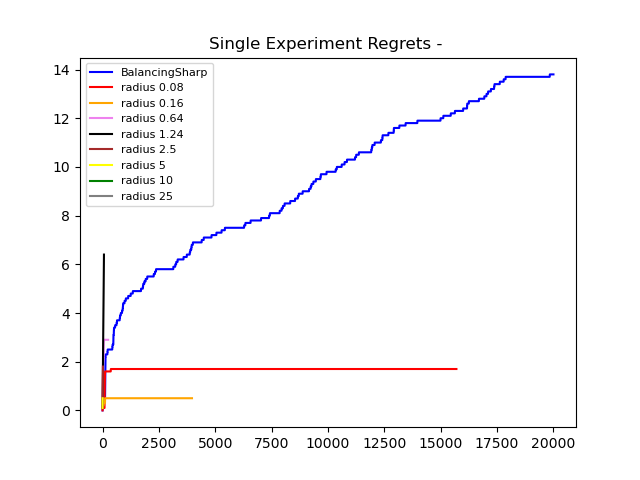 Single Experiment Regrets -
BalancingSharp
radius 0.08
radius 0.16
radius 0.64
radius 1.24
radius 2.5
radius 5
radius 10
radius 25
14
12
10
8
6
4
2
0
0 2500 5000 7500 10000 12500 15000 17500 20000